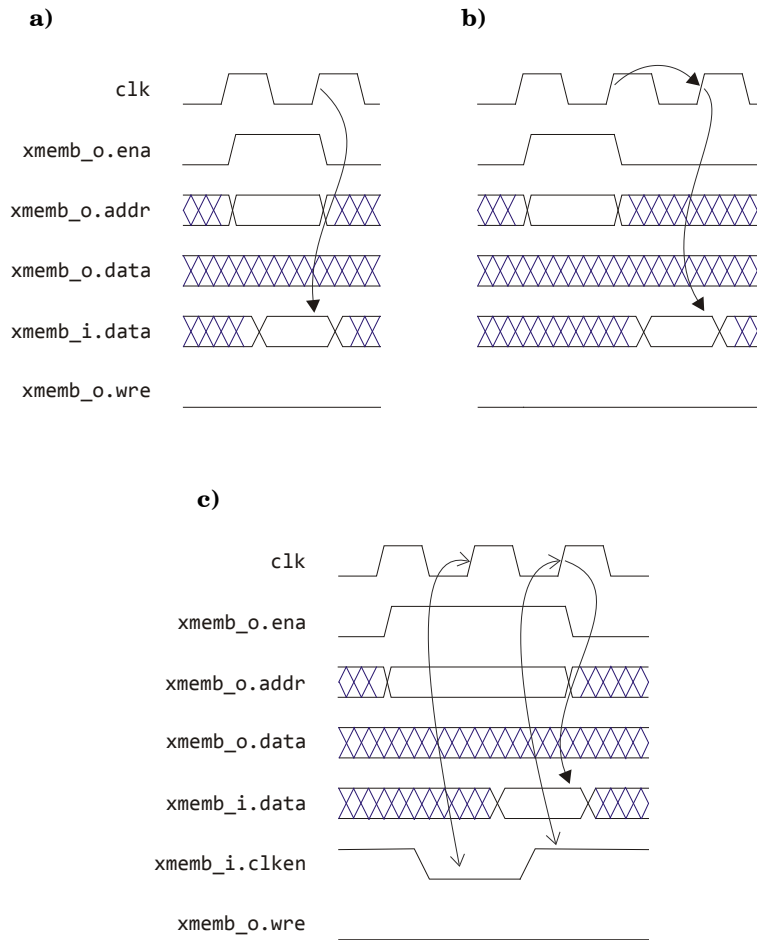 a)
b)
clk
xmemb_o.ena
xmemb_o.addr
xmemb_o.data
xmemb_i.data
xmemb_o.wre
c)
clk
xmemb_o.ena
xmemb_o.addr
xmemb_o.data
xmemb_i.data
xmemb_i.clken
xmemb_o.wre